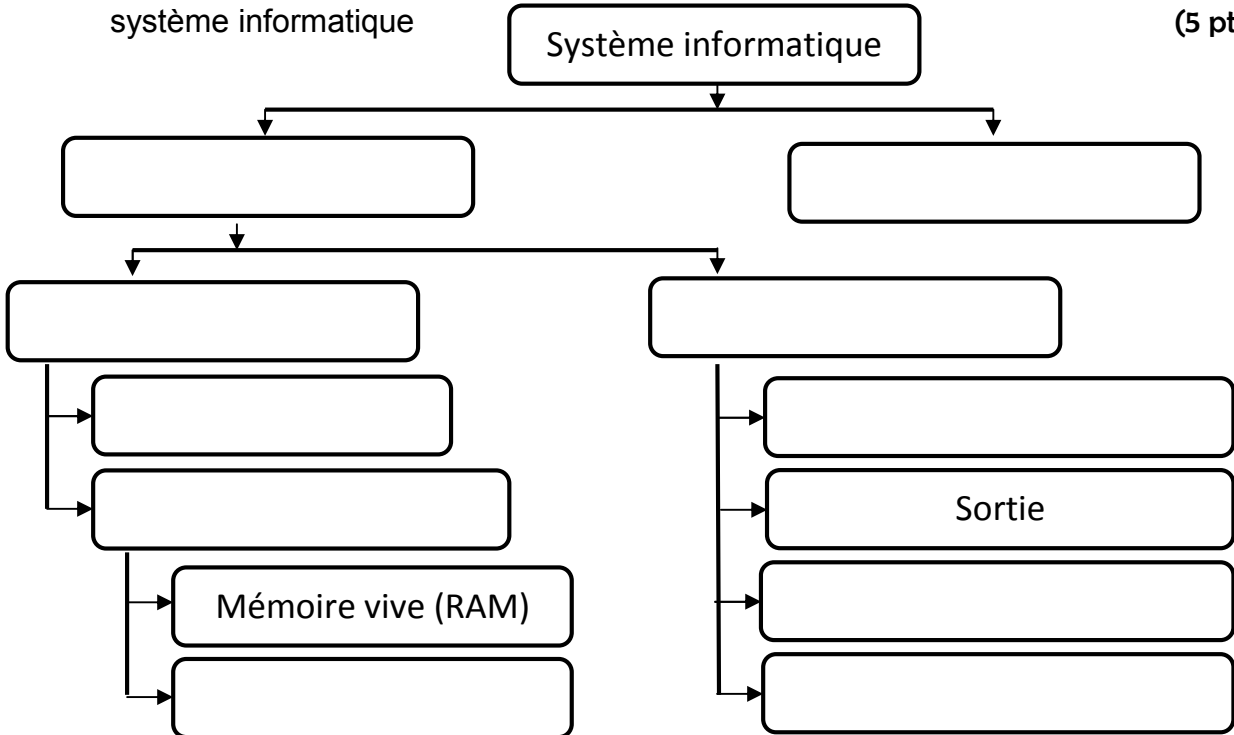 système informatique
(5 pt
Système informatique
Sortie
Mémoire vive (RAM)